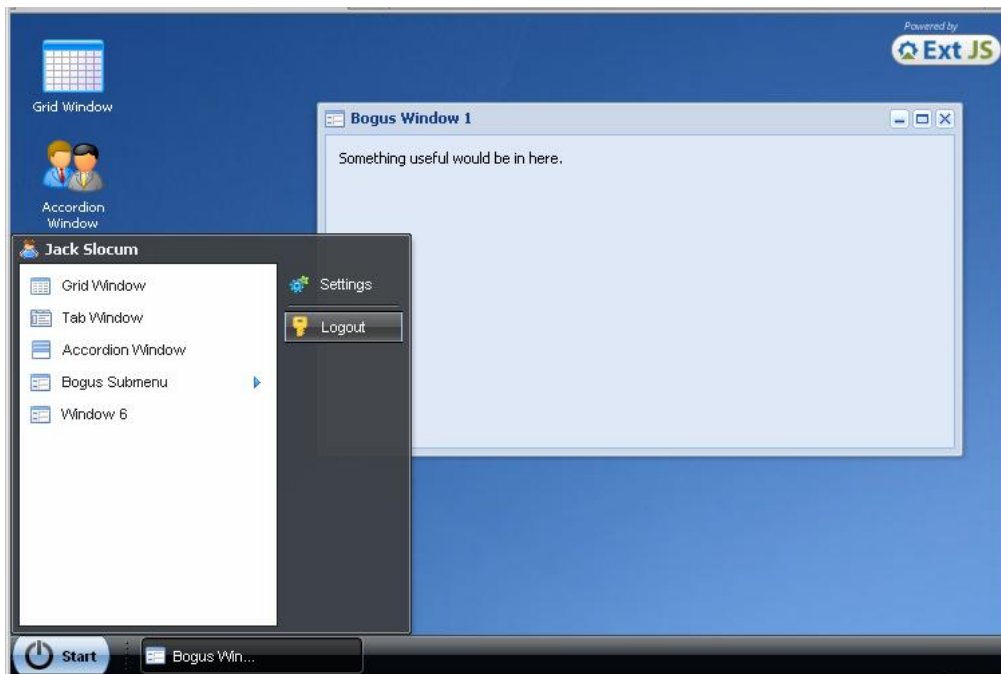 Powered by
Ext JS
Grid Window
Bogus Window 1
Something useful would be in here.
Accordion
Window
Jack Slocum
Grid Window
Settings
Tab Window
Logout
Accordion Window
Bogus Submenu
Window 6
Start
Bogus Win...